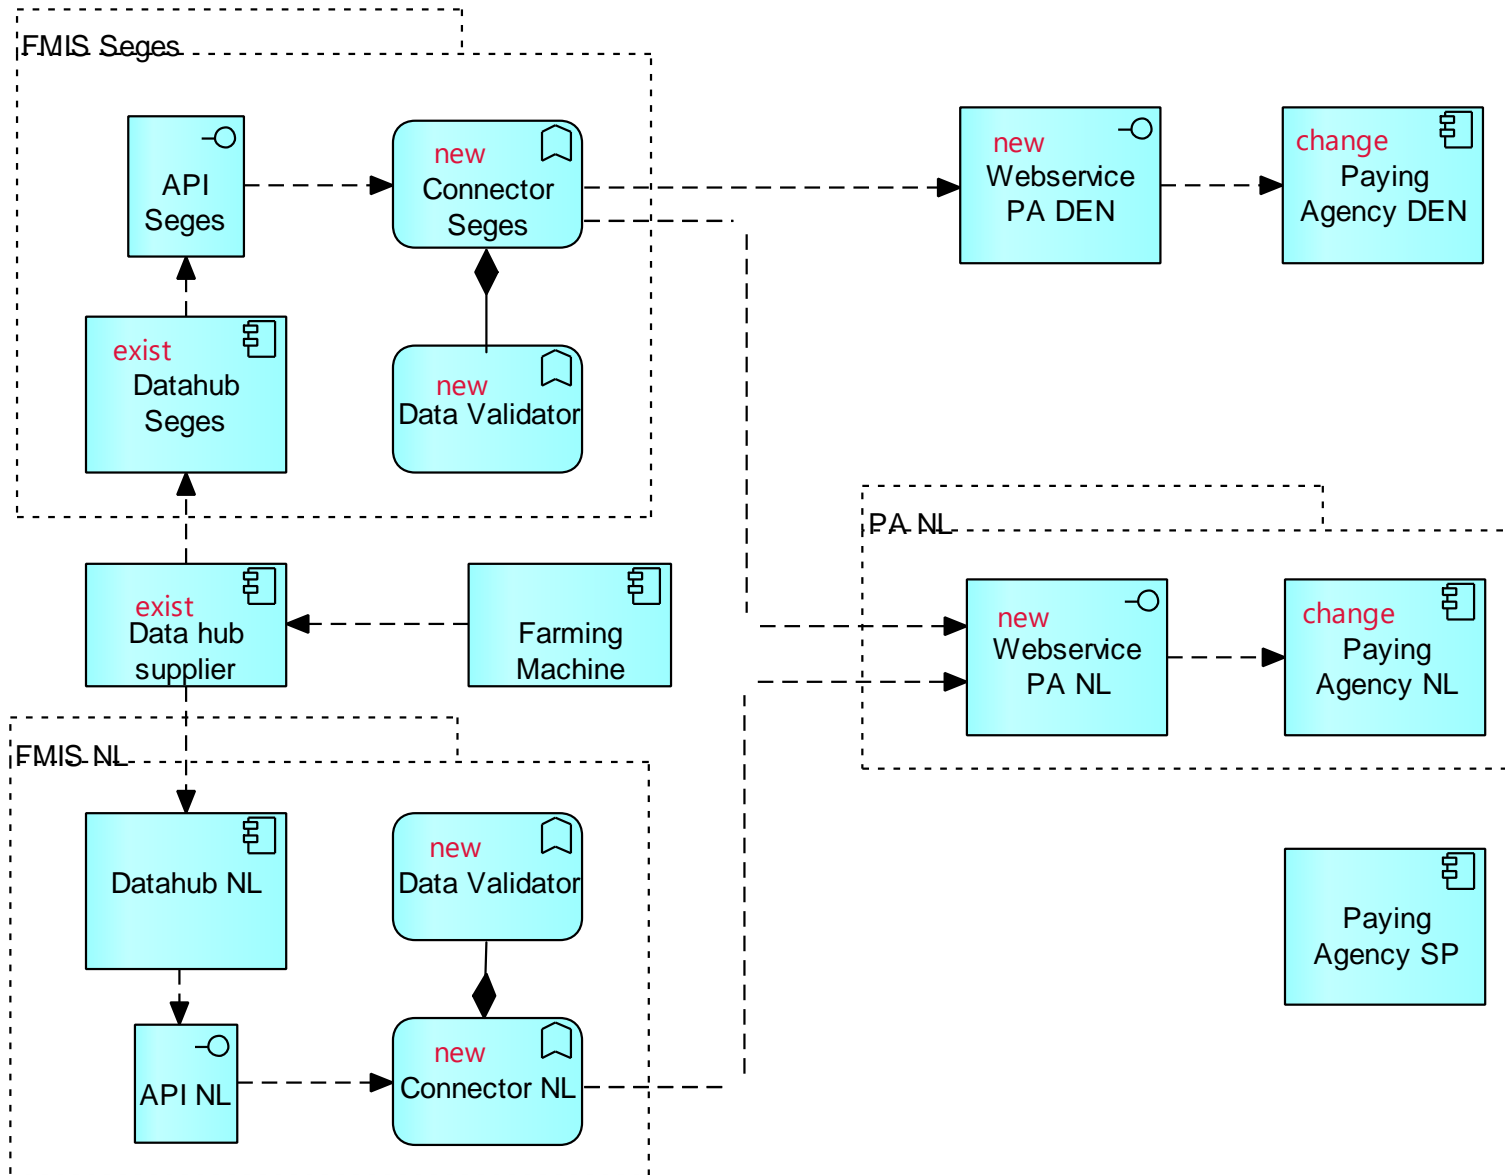 FMIS Seges
API
Seges
new
Connector
Seges
new
Webservice
PA DEN
change
Paying
Agency DEN
exist
Datahub
Seges
new
Data Validator
PA NL
exist
Data hub
supplier
Farming
Machine
new
Webservice
PA NL
change
Paying
Agency NL
FMIS NL
Datahub NL
new
Data Validator
Paying
Agency SP
API NL
new
Connector NL